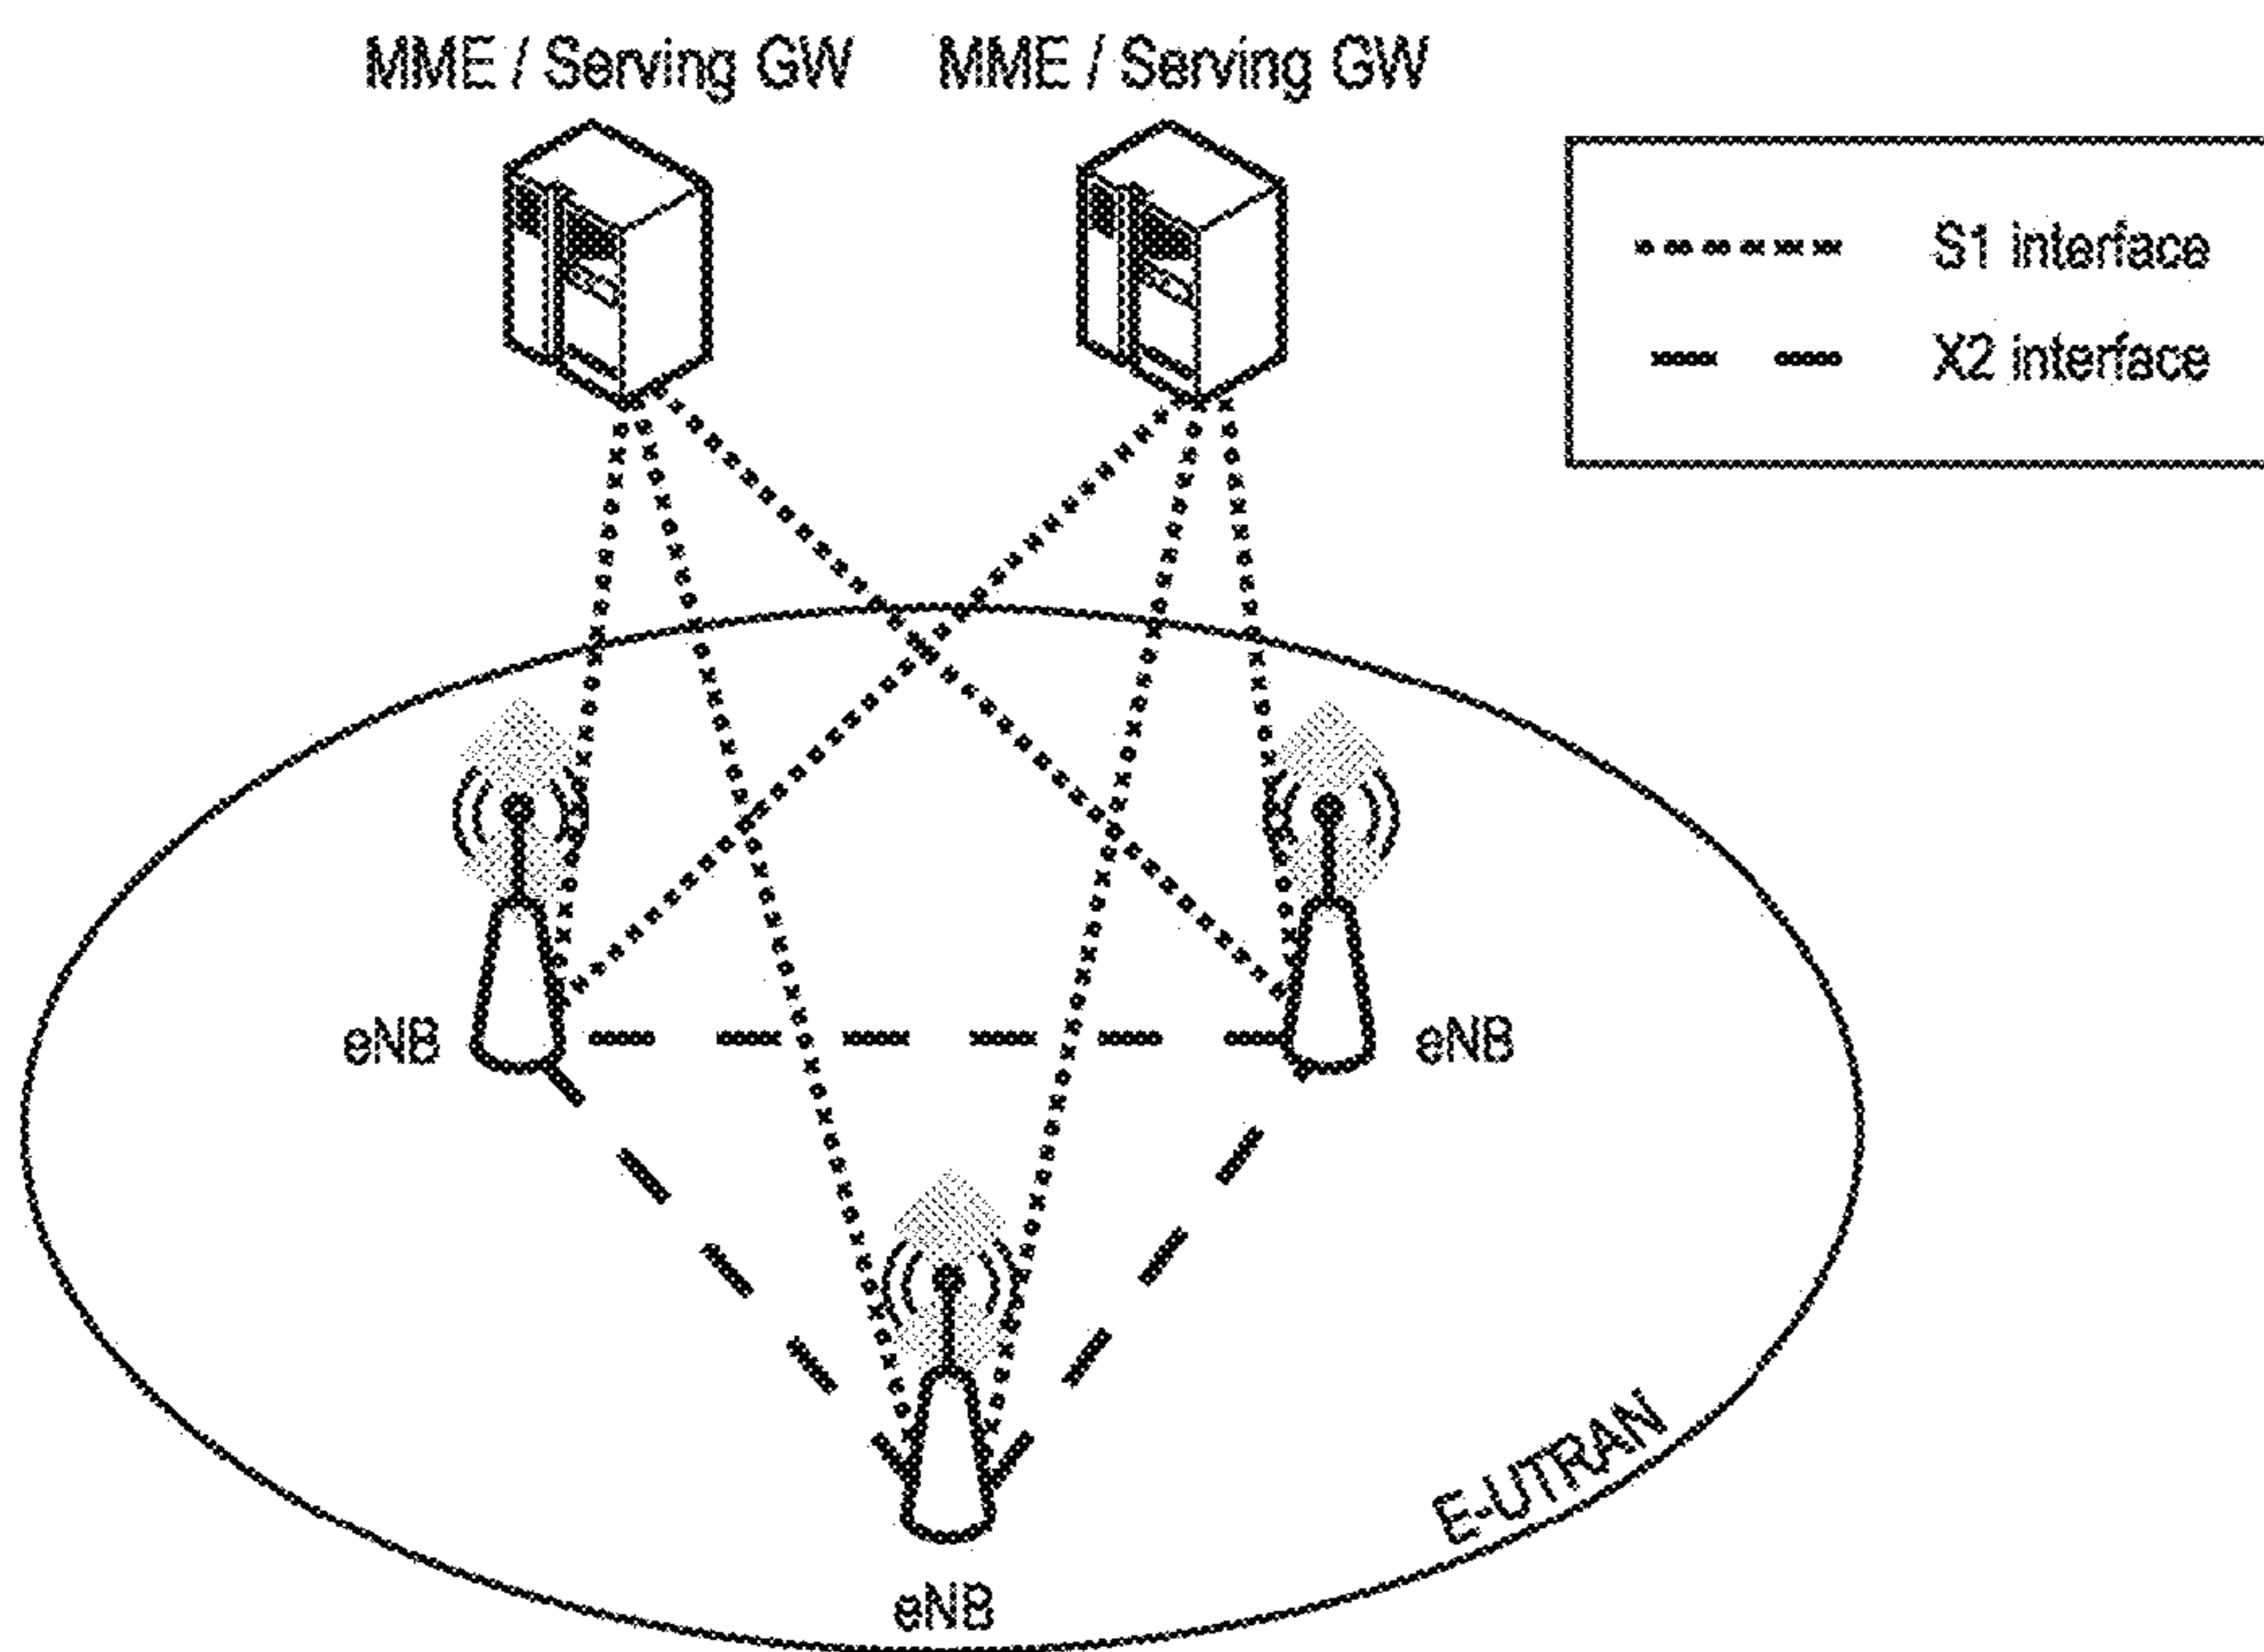 MME / Serving GW
MME / Serving GW
S1 interface
X2 interface
eNB
eNB
E-UTRAN
eNB